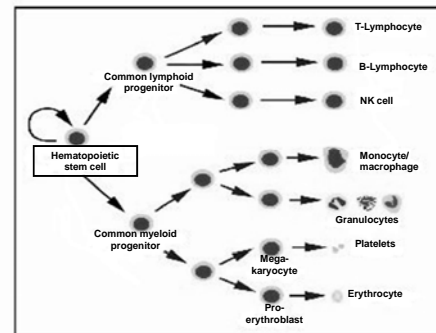 T-Lymphocyte
Common lymphoid
progenitor
B-Lymphocyte
NK cell
Hematopoietic
stem cell
Monocyte/
macrophage
Granulocytes
Common myeloid
progenitor
Platelets
Mega-
karyocyte
Erythrocyte
Pro-
erythroblast